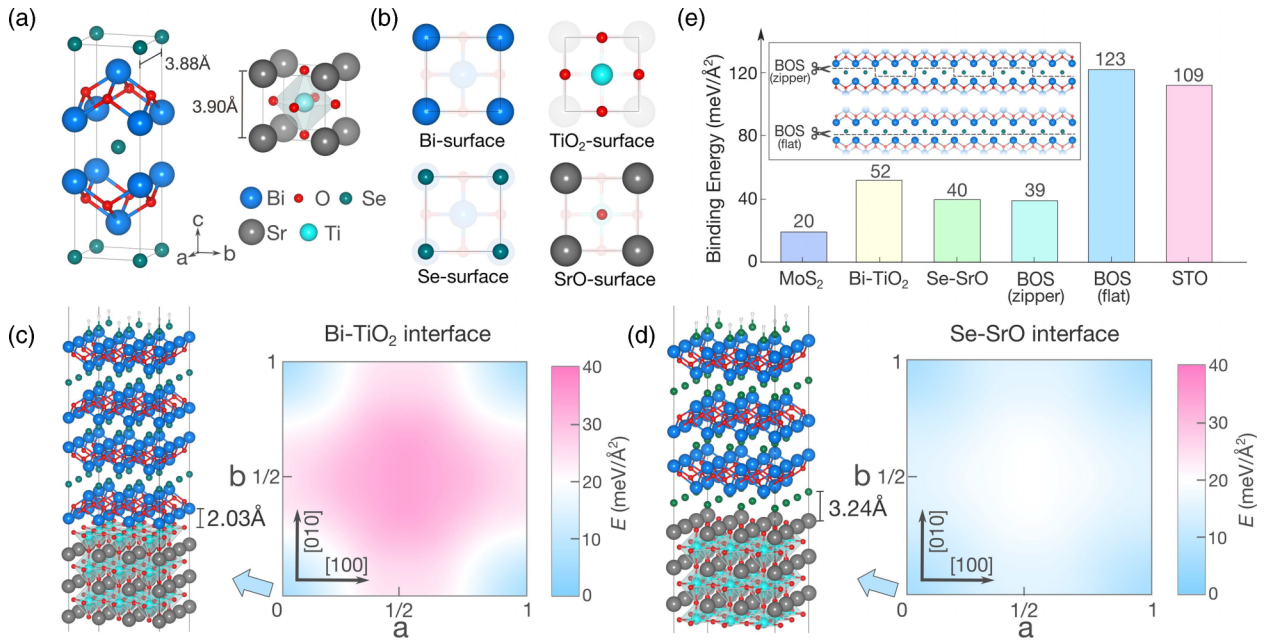 (a)
3.88Å
3.90Å
Bi
O
Se
Sr
Ti
c
a
b
(b)
Bi-surface
TiO₂-surface
Se-surface
SrO-surface
(e)
Binding Energy (meV/Å²)
120
80
40
0
BOS
(zipper)
BOS
(flat)
20
52
40
39
123
109
MoS₂
Bi-TiO₂
Se-SrO
BOS
(zipper)
BOS
(flat)
STO
(c)
2.03Å
Bi-TiO₂ interface
1
b 1/2
[010]
[100]
0
1/2
1
a
40
30
20
10
0
E (meV/Å²)
(d)
3.24Å
Se-SrO interface
1
b 1/2
[010]
[100]
0
1/2
1
a
40
30
20
10
0
E (meV/Å²)